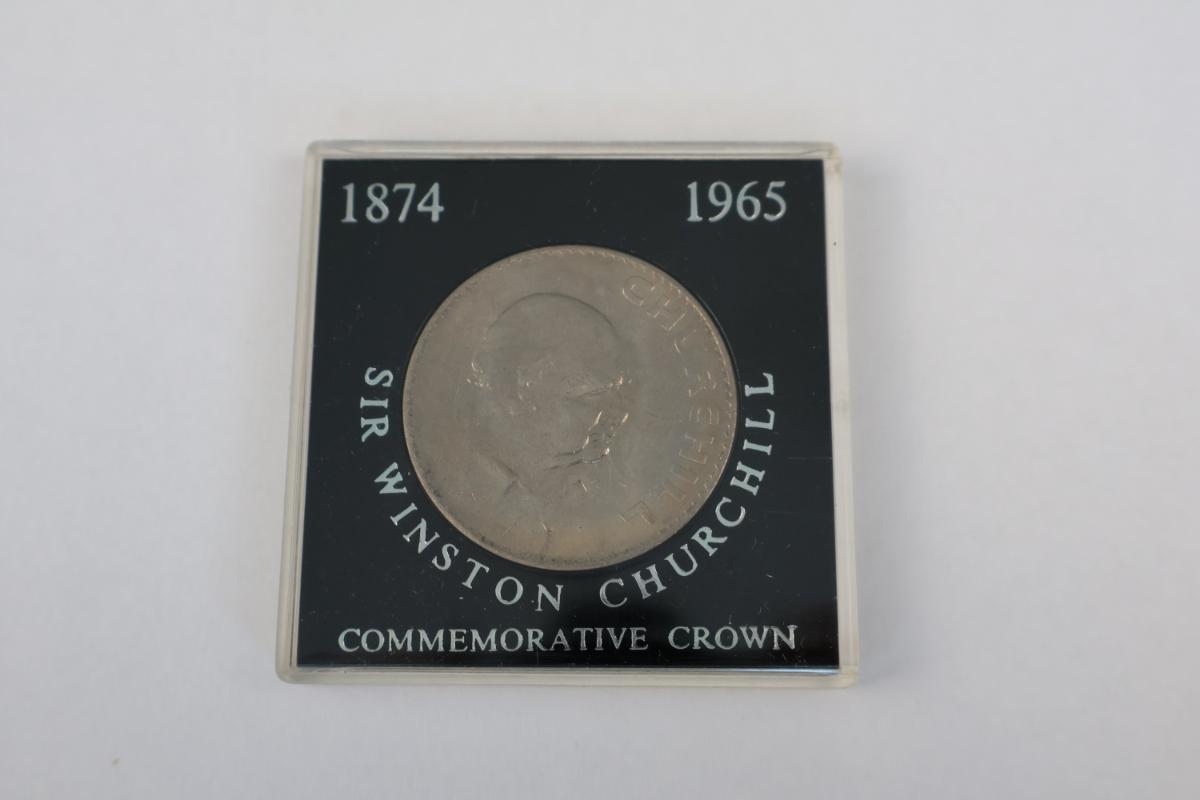 1874 1965
CHURCHILL
SIR WINSTON CHURCHILL
COMMEMORATIVE CROWN